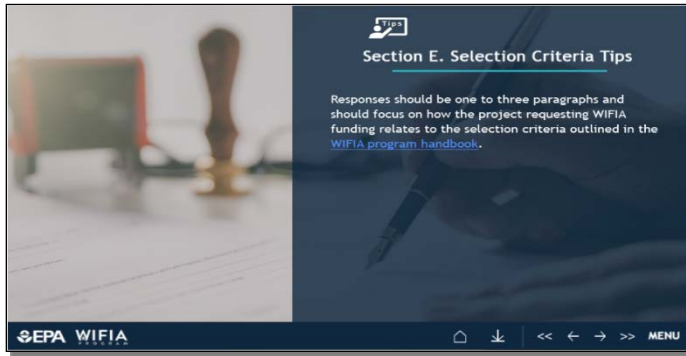 Tips
Section E. Selection Criteria Tips
Responses should be one to three paragraphs and
should focus on how the project requesting WIFIA
funding relates to the selection criteria outlined in the
WIFIA program handbook.
EPA WIFIA
PROGRAM
<< ← → >> MENU